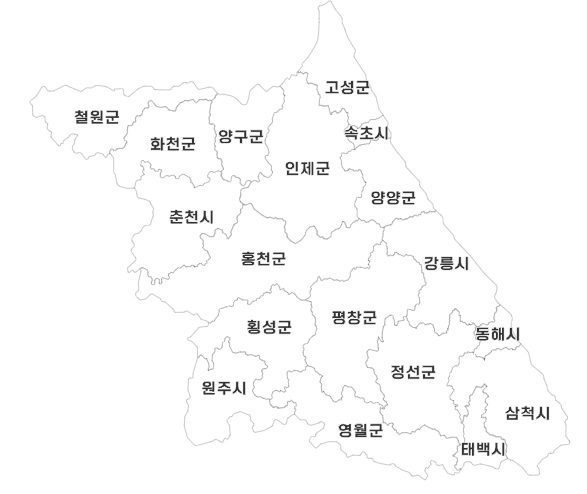 고성군
철원군
속초시
양구군
화천군
인제군
양양군
춘천시
홍천군
강릉시
평창군
횡성군
동해시
정선군
원주시
삼척시
영월군
태백시